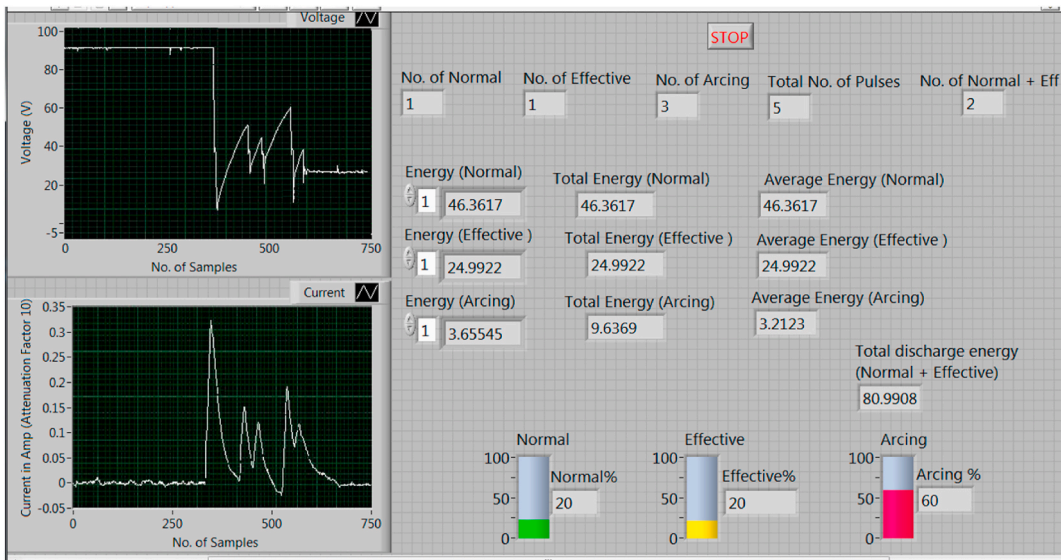 Voltage
100-
80-
60-
40-
20-
-5-
Voltage (V)
0 250 500 750
No. of Samples
Current
0.35-
0.3-
0.25-
0.2-
0.15-
0.1-
0.05-
0-
-0.05-
Current in Amp (Attenuation Factor 10)
0 250 500 750
No. of Samples
STOP
No. of Normal No. of Effective No. of Arcing Total No. of Pulses No. of Normal + Eff
1 1 3 5 2
Energy (Normal) Total Energy (Normal) Average Energy (Normal)
1 46.3617 46.3617 46.3617
Energy (Effective ) Total Energy (Effective ) Average Energy (Effective )
1 24.9922 24.9922 24.9922
Energy (Arcing) Total Energy (Arcing) Average Energy (Arcing)
1 3.65545 9.6369 3.2123
Total discharge energy
(Normal + Effective)
80.9908
Normal Effective Arcing
100- 100- 100-
Normal% Effective% Arcing %
50- 20 50- 20 50- 60
0- 0- 0-